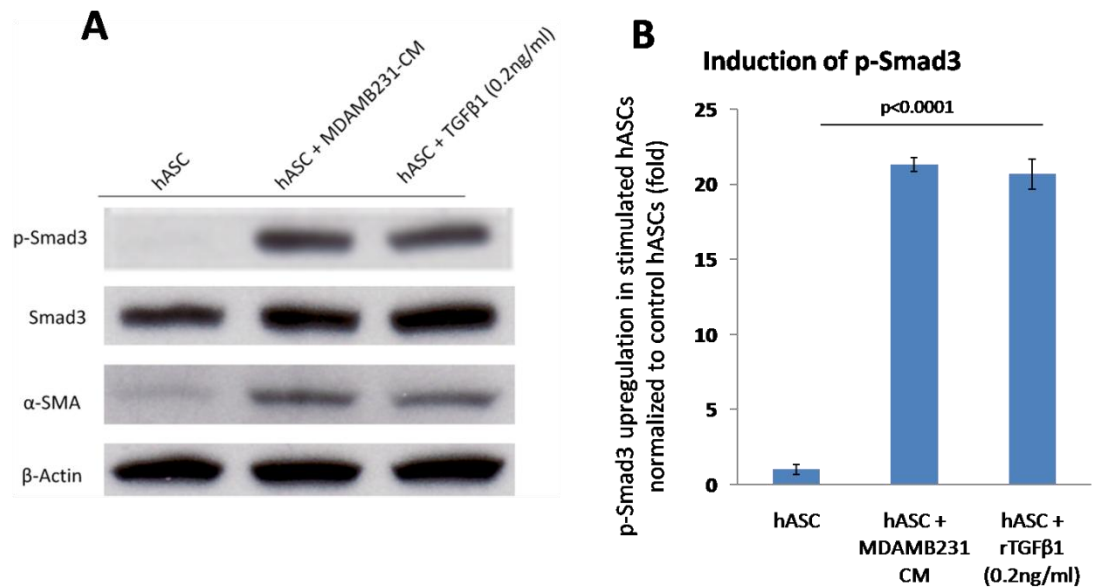 A
hASC
hASC + MDAMB231-CM
hASC + TGFβ1 (0.2ng/ml)
p-Smad3
Smad3
α-SMA
β-Actin
B
Induction of p-Smad3
p-Smad3 upregulation in stimulated hASCs
normalized to control hASCs (fold)
p<0.0001
25
20
15
10
5
0
hASC
hASC +
MDAMB231
CM
hASC +
rTGFβ1
(0.2ng/ml)